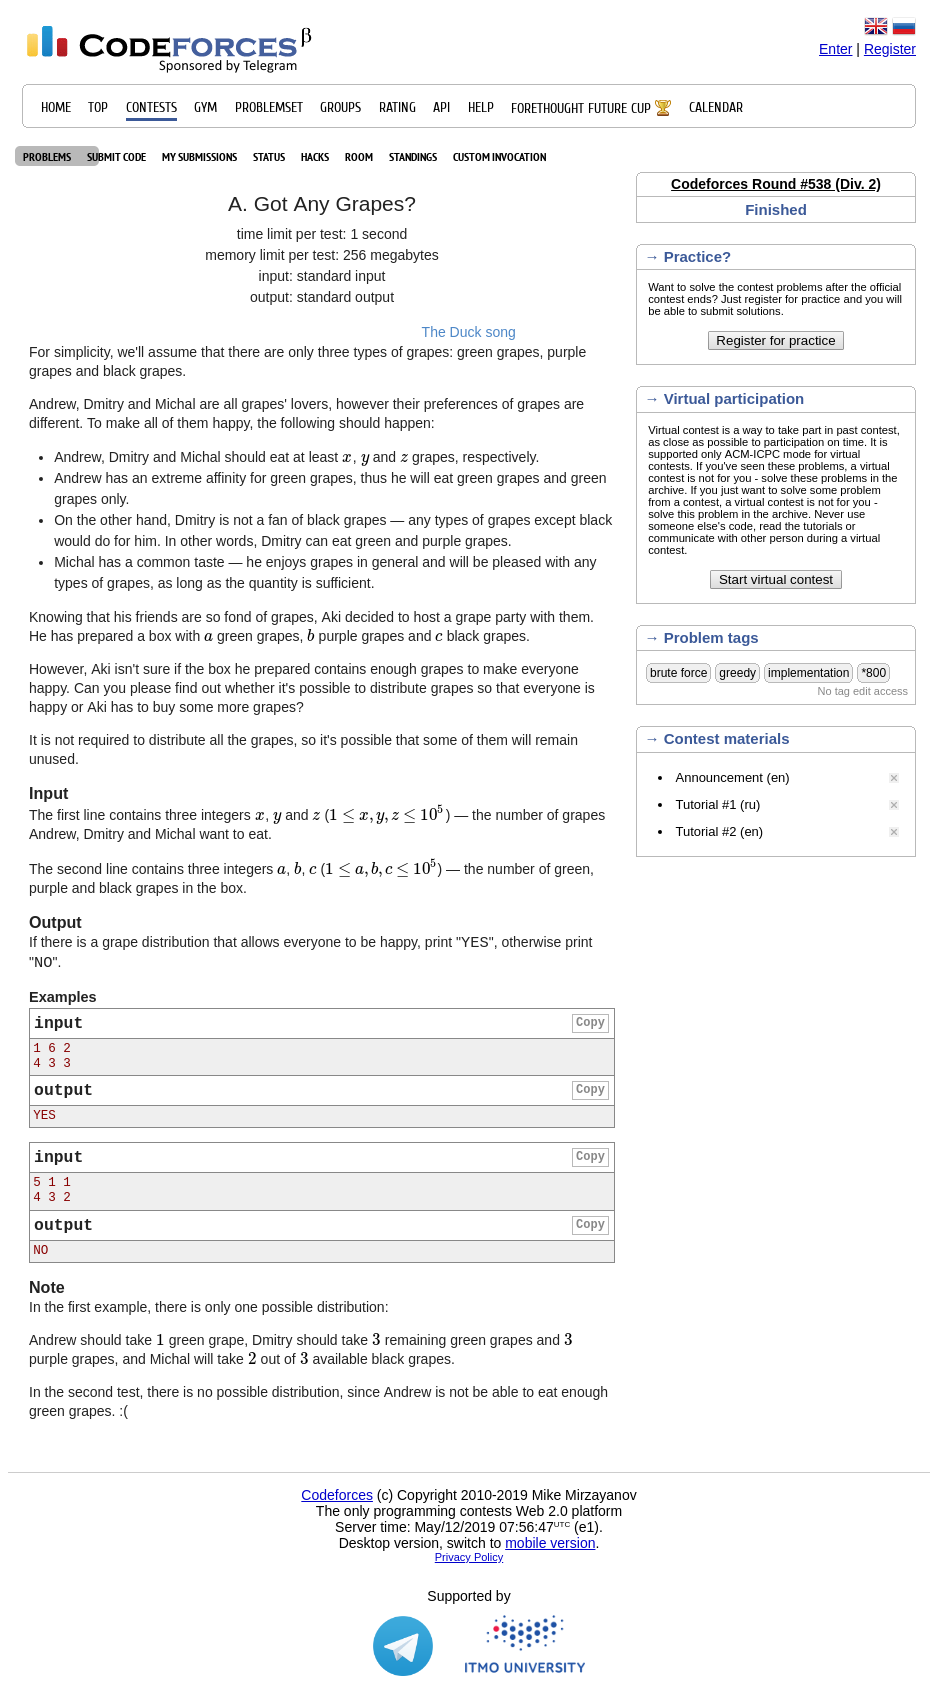 CODEFORCES β
Sponsored by Telegram
Enter | Register
HOME TOP CONTESTS GYM PROBLEMSET GROUPS RATING API HELP FORETHOUGHT FUTURE CUP CALENDAR
PROBLEMS SUBMIT CODE MY SUBMISSIONS STATUS HACKS ROOM STANDINGS CUSTOM INVOCATION
A. Got Any Grapes?
time limit per test: 1 second
memory limit per test: 256 megabytes
input: standard input
output: standard output
The Duck song
For simplicity, we'll assume that there are only three types of grapes: green grapes, purple
grapes and black grapes.
Andrew, Dmitry and Michal are all grapes' lovers, however their preferences of grapes are
different. To make all of them happy, the following should happen:
• Andrew, Dmitry and Michal should eat at least x, y and z grapes, respectively.
• Andrew has an extreme affinity for green grapes, thus he will eat green grapes and green
grapes only.
• On the other hand, Dmitry is not a fan of black grapes — any types of grapes except black
would do for him. In other words, Dmitry can eat green and purple grapes.
• Michal has a common taste — he enjoys grapes in general and will be pleased with any
types of grapes, as long as the quantity is sufficient.
Knowing that his friends are so fond of grapes, Aki decided to host a grape party with them.
He has prepared a box with a green grapes, b purple grapes and c black grapes.
However, Aki isn't sure if the box he prepared contains enough grapes to make everyone
happy. Can you please find out whether it's possible to distribute grapes so that everyone is
happy or Aki has to buy some more grapes?
It is not required to distribute all the grapes, so it's possible that some of them will remain
unused.
Input
The first line contains three integers x, y and z (1 ≤ x, y, z ≤ 10^5) — the number of grapes
Andrew, Dmitry and Michal want to eat.
The second line contains three integers a, b, c (1 ≤ a, b, c ≤ 10^5) — the number of green,
purple and black grapes in the box.
Output
If there is a grape distribution that allows everyone to be happy, print "YES", otherwise print
"NO".
Examples
input Copy
1 6 2
4 3 3
output Copy
YES
input Copy
5 1 1
4 3 2
output Copy
NO
Note
In the first example, there is only one possible distribution:
Andrew should take 1 green grape, Dmitry should take 3 remaining green grapes and 3
purple grapes, and Michal will take 2 out of 3 available black grapes.
In the second test, there is no possible distribution, since Andrew is not be able to eat enough
green grapes. :(
Codeforces Round #538 (Div. 2)
Finished
→ Practice?
Want to solve the contest problems after the official
contest ends? Just register for practice and you will
be able to submit solutions.
Register for practice
→ Virtual participation
Virtual contest is a way to take part in past contest,
as close as possible to participation on time. It is
supported only ACM-ICPC mode for virtual
contests. If you've seen these problems, a virtual
contest is not for you - solve these problems in the
archive. If you just want to solve some problem
from a contest, a virtual contest is not for you -
solve this problem in the archive. Never use
someone else's code, read the tutorials or
communicate with other person during a virtual
contest.
Start virtual contest
→ Problem tags
brute force greedy implementation *800
No tag edit access
→ Contest materials
• Announcement (en)
• Tutorial #1 (ru)
• Tutorial #2 (en)
Codeforces (c) Copyright 2010-2019 Mike Mirzayanov
The only programming contests Web 2.0 platform
Server time: May/12/2019 07:56:47UTC (e1).
Desktop version, switch to mobile version.
Privacy Policy
Supported by
ITMO UNIVERSITY